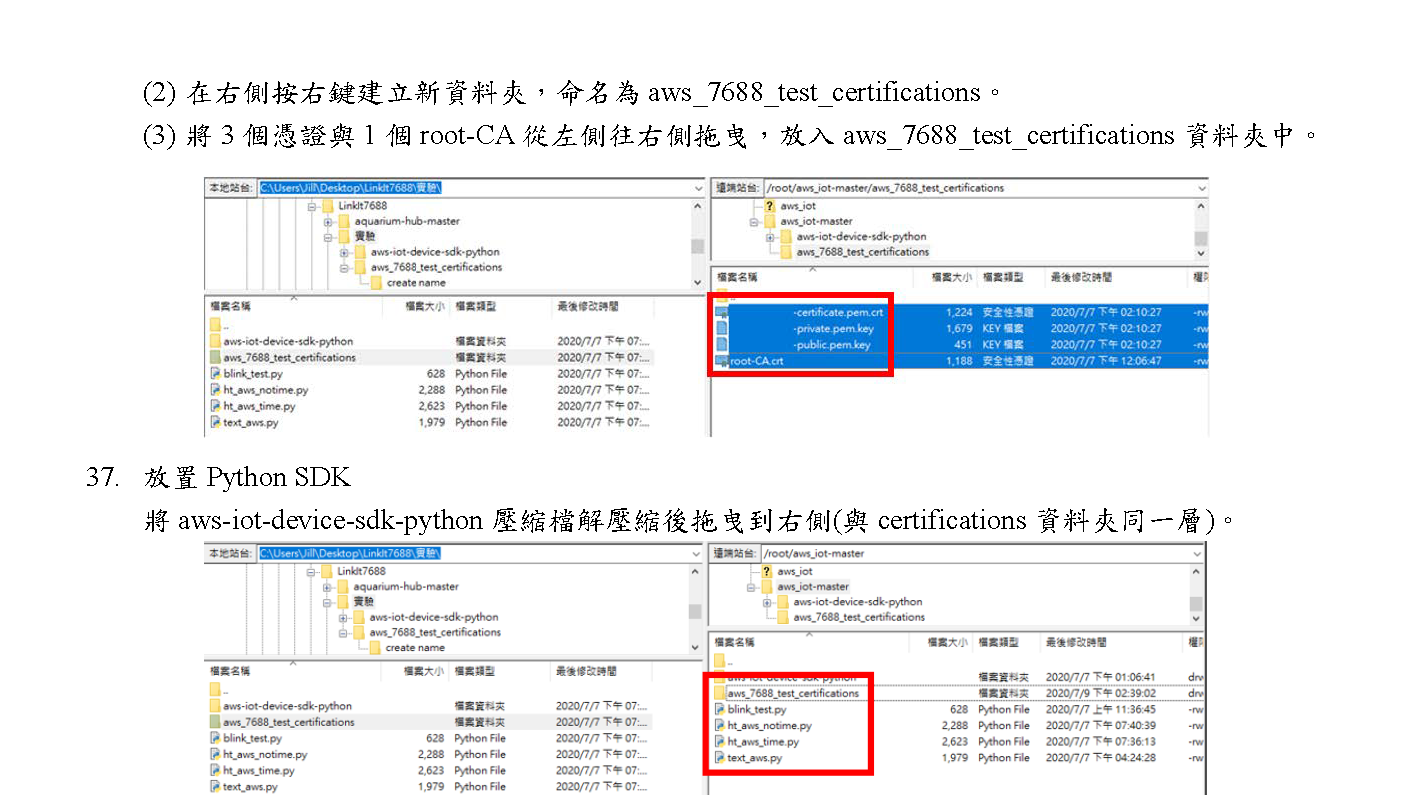 (2) 在右側按右鍵建立新資料夾，命名為 aws_7688_test_certifications。
(3) 將 3 個憑證與 1 個 root-CA 從左側往右側拖曳，放入 aws_7688_test_certifications 資料夾中。
本地站台: C:\Users\Jill\Desktop\LinkIt7688\實驗\
LinkIt7688
aquarium-hub-master
實驗
aws-iot-device-sdk-python
aws_7688_test_certifications
create name
檔案名稱 檔案大小 檔案類型 最後修改時間
..
aws-iot-device-sdk-python 檔案資料夾 2020/7/7 下午 07:...
aws_7688_test_certifications 檔案資料夾 2020/7/7 下午 07:...
blink_test.py 628 Python File 2020/7/7 下午 07:...
ht_aws_notime.py 2,288 Python File 2020/7/7 下午 07:...
ht_aws_time.py 2,623 Python File 2020/7/7 下午 07:...
text_aws.py 1,979 Python File 2020/7/7 下午 07:...
遠端站台: /root/aws_iot-master/aws_7688_test_certifications
aws_iot
aws_iot-master
aws-iot-device-sdk-python
aws_7688_test_certifications
檔案名稱 檔案大小 檔案類型 最後修改時間
..
-certificate.pem.crt 1,224 安全性憑證 2020/7/7 下午 02:10:27 -rw
-private.pem.key 1,679 KEY 檔案 2020/7/7 下午 02:10:27 -rw
-public.pem.key 451 KEY 檔案 2020/7/7 下午 02:10:27 -rw
root-CA.crt 1,188 安全性憑證 2020/7/7 下午 12:06:47 -rw
37. 放置 Python SDK
將 aws-iot-device-sdk-python 壓縮檔解壓縮後拖曳到右側(與 certifications 資料夾同一層)。
本地站台: C:\Users\Jill\Desktop\LinkIt7688\實驗\
LinkIt7688
aquarium-hub-master
實驗
aws-iot-device-sdk-python
aws_7688_test_certifications
create name
檔案名稱 檔案大小 檔案類型 最後修改時間
..
aws-iot-device-sdk-python 檔案資料夾 2020/7/7 下午 07:...
aws_7688_test_certifications 檔案資料夾 2020/7/7 下午 07:...
blink_test.py 628 Python File 2020/7/7 下午 07:...
ht_aws_notime.py 2,288 Python File 2020/7/7 下午 07:...
ht_aws_time.py 2,623 Python File 2020/7/7 下午 07:...
text_aws.py 1,979 Python File 2020/7/7 下午 07:...
遠端站台: /root/aws_iot-master
aws_iot
aws_iot-master
aws-iot-device-sdk-python
aws_7688_test_certifications
檔案名稱 檔案大小 檔案類型 最後修改時間
..
aws-iot-device-sdk-python 檔案資料夾 2020/7/7 下午 01:06:41 drw
aws_7688_test_certifications 檔案資料夾 2020/7/9 下午 02:39:02 drw
blink_test.py 628 Python File 2020/7/7 上午 11:36:45 -rw
ht_aws_notime.py 2,288 Python File 2020/7/7 下午 07:40:39 -rw
ht_aws_time.py 2,623 Python File 2020/7/7 下午 07:36:13 -rw
text_aws.py 1,979 Python File 2020/7/7 下午 04:24:28 -rw